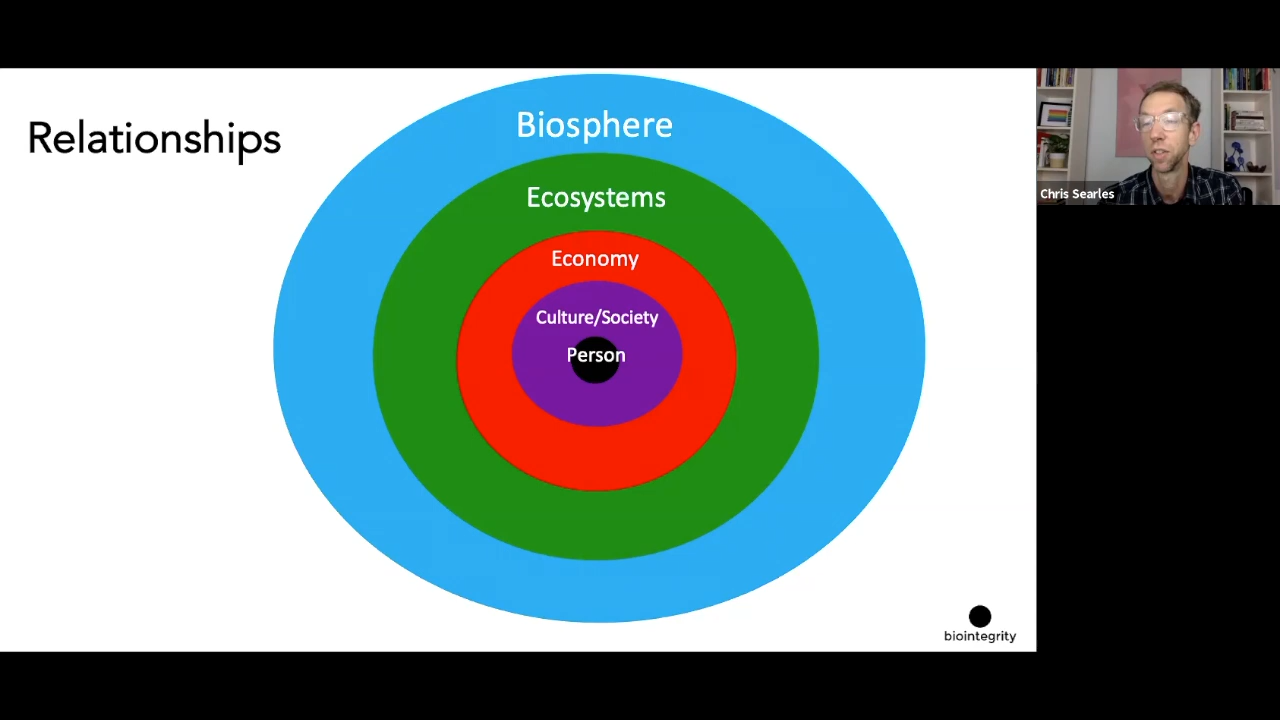 Relationships
Biosphere
Ecosystems
Economy
Culture/Society
Person
Chris Searles
biointegrity